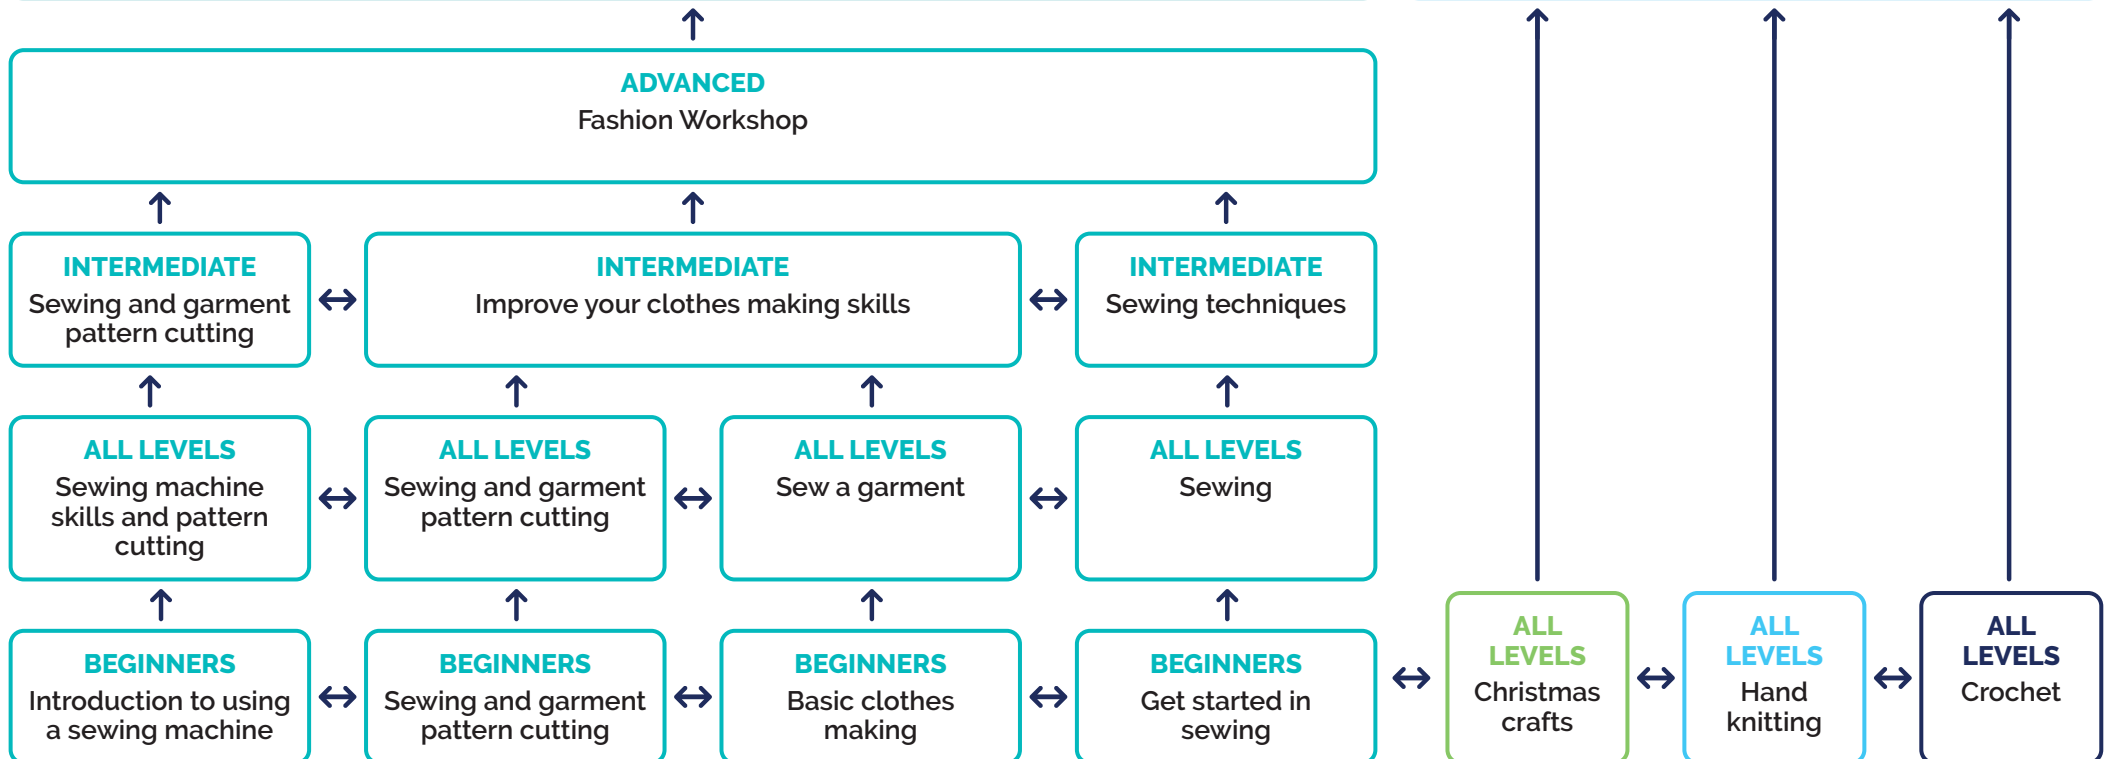 ADVANCED
Fashion Workshop
INTERMEDIATE
Sewing and garment
pattern cutting
INTERMEDIATE
Improve your clothes making skills
INTERMEDIATE
Sewing techniques
ALL LEVELS
Sewing machine
skills and pattern
cutting
ALL LEVELS
Sewing and garment
pattern cutting
ALL LEVELS
Sew a garment
ALL LEVELS
Sewing
BEGINNERS
Introduction to using
a sewing machine
BEGINNERS
Sewing and garment
pattern cutting
BEGINNERS
Basic clothes
making
BEGINNERS
Get started in
sewing
ALL
LEVELS
Christmas
crafts
ALL
LEVELS
Hand
knitting
ALL
LEVELS
Crochet